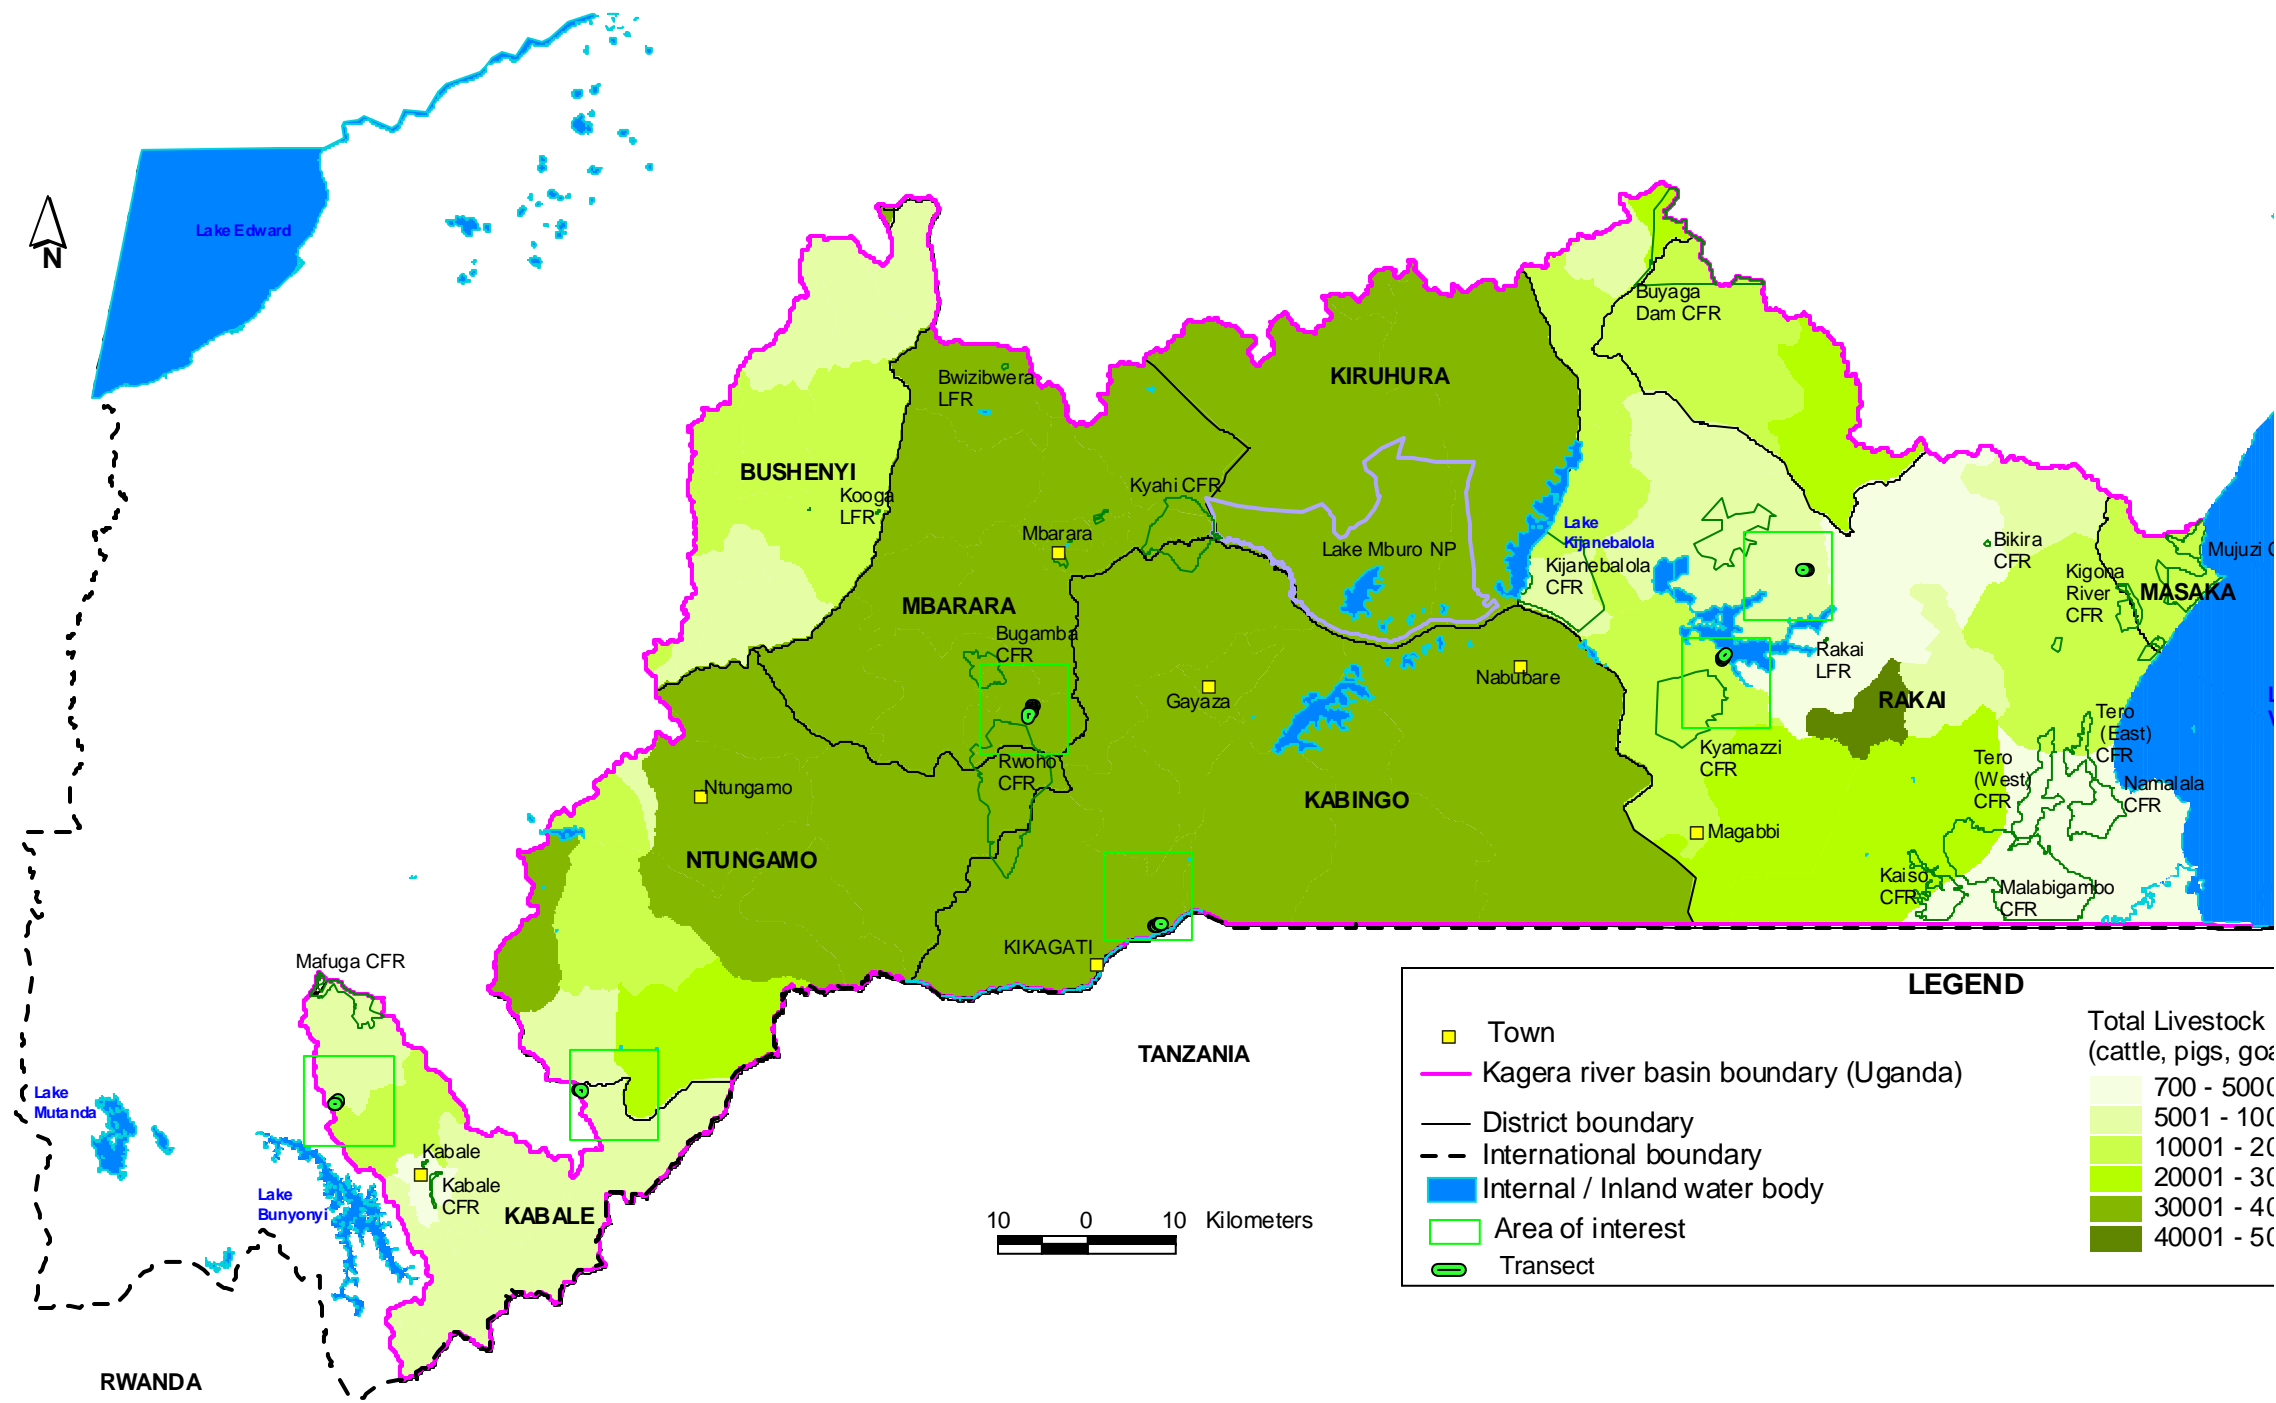 Lake Edward
N
Buyaga
Dam CFR
KIRUHURA
Bwizibwera
LFR
BUSHENYI
Kooga
LFR
Kyahi CFR
Mbarara
Lake
Kijanebalola
Lake Mburo NP
Kijanebalola
CFR
Bikira
CFR
Mujuzi
Kigona
River
CFR
MASAKA
MBARARA
Bugamba
CFR
Rakai
LFR
Nabubare
Gayaza
RAKAI
Tero
(East)
CFR
Kyamazzi
CFR
Rwoho
CFR
Tero
(West)
CFR
Namalala
CFR
Ntungamo
KABINGO
Magabbi
NTUNGAMO
Kaiso
CFR
Malabigambo
CFR
KIKAGATI
Mafuga CFR
TANZANIA
Lake
Mutanda
Kabale
Kabale
CFR
Lake
Bunyonyi
KABALE
RWANDA
10 0 10 Kilometers
LEGEND
Town
Kagera river basin boundary (Uganda)
District boundary
International boundary
Internal / Inland water body
Area of interest
Transect
Total Livestock
(cattle, pigs, goa
700 - 5000
5001 - 100
10001 - 20
20001 - 30
30001 - 40
40001 - 50